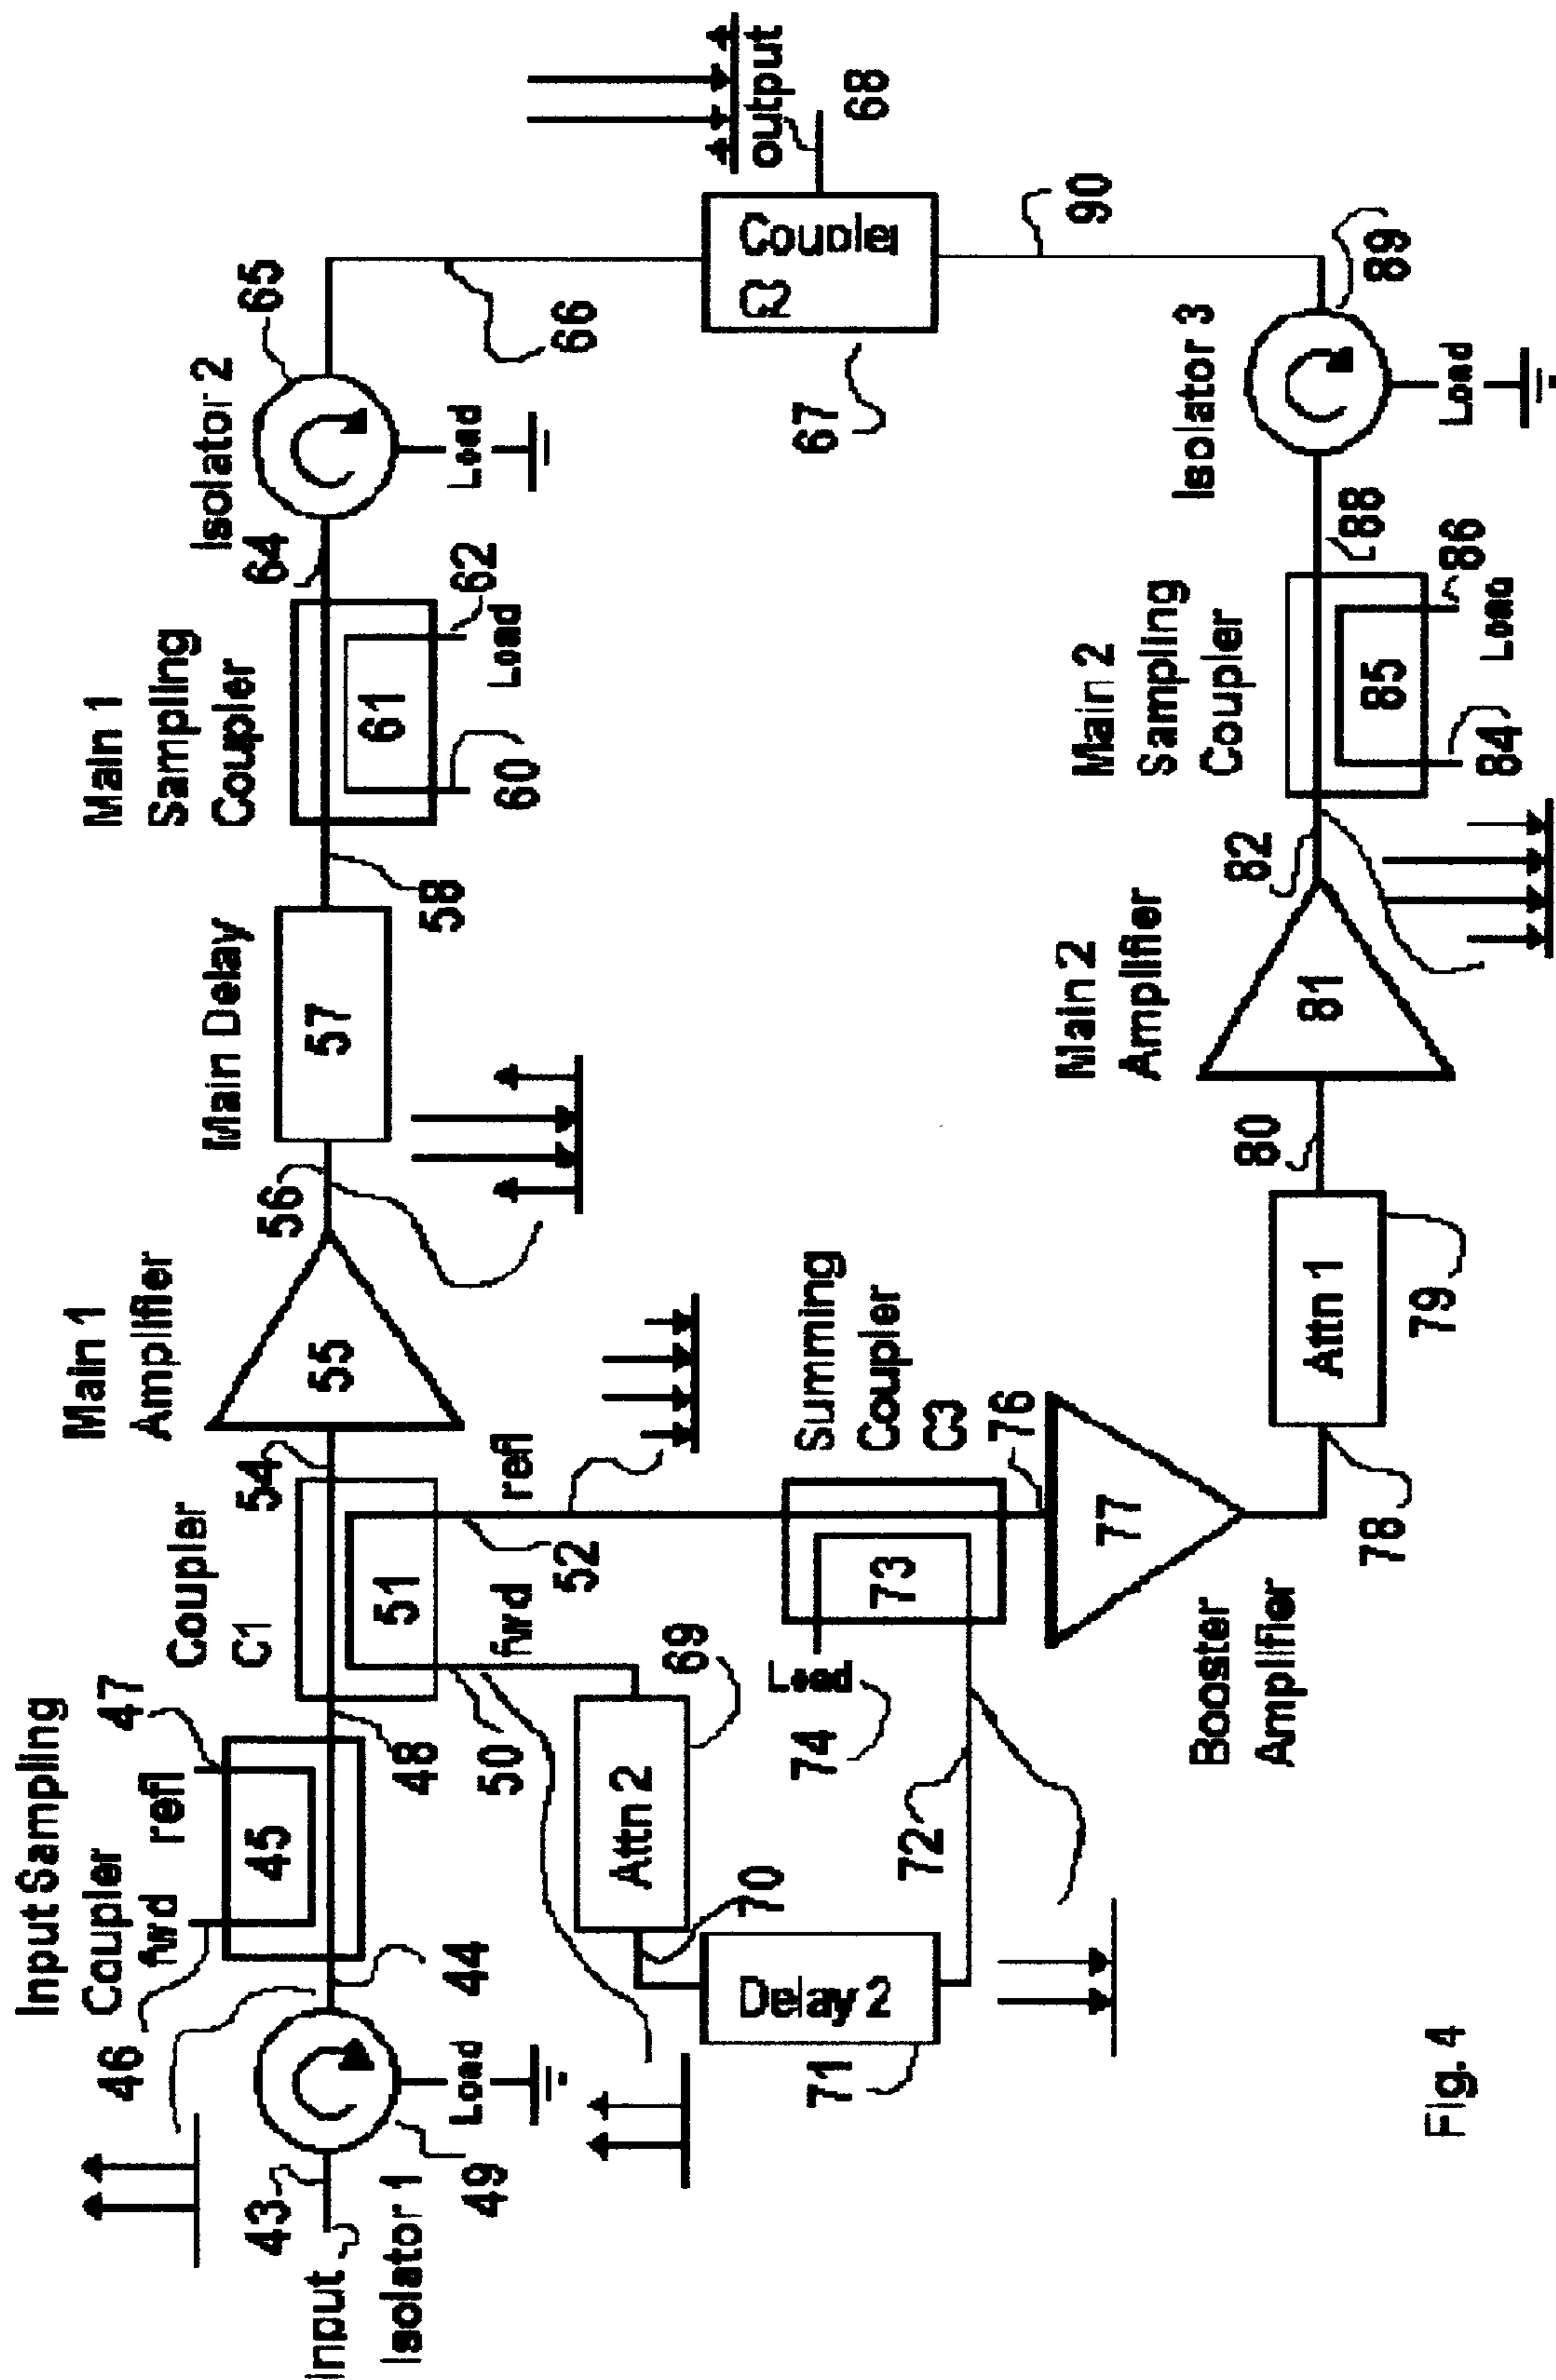 Input
43
Isolator 1
49
Load
46
44
Input Sampling
Coupler
fwd refl
45
47
48
Coupler
C1
51
54
50
fwd
refl
52
Main 1
Amplifier
55
56
Main Delay
57
58
Main 1
Sampling
Coupler
61
60
62
Load
64
Isolator 2
65
Load
66
Coupler
C2
67
output
68
Attn 2
69
70
Delay 2
71
72
Summing
Coupler
C3
73
Load
74
76
77
Booster
Amplifier
78
Attn 1
79
80
Main 2
Amplifier
81
82
Main 2
Sampling
Coupler
85
84
86
Load
88
Isolator 3
89
Load
90
Fig. 4